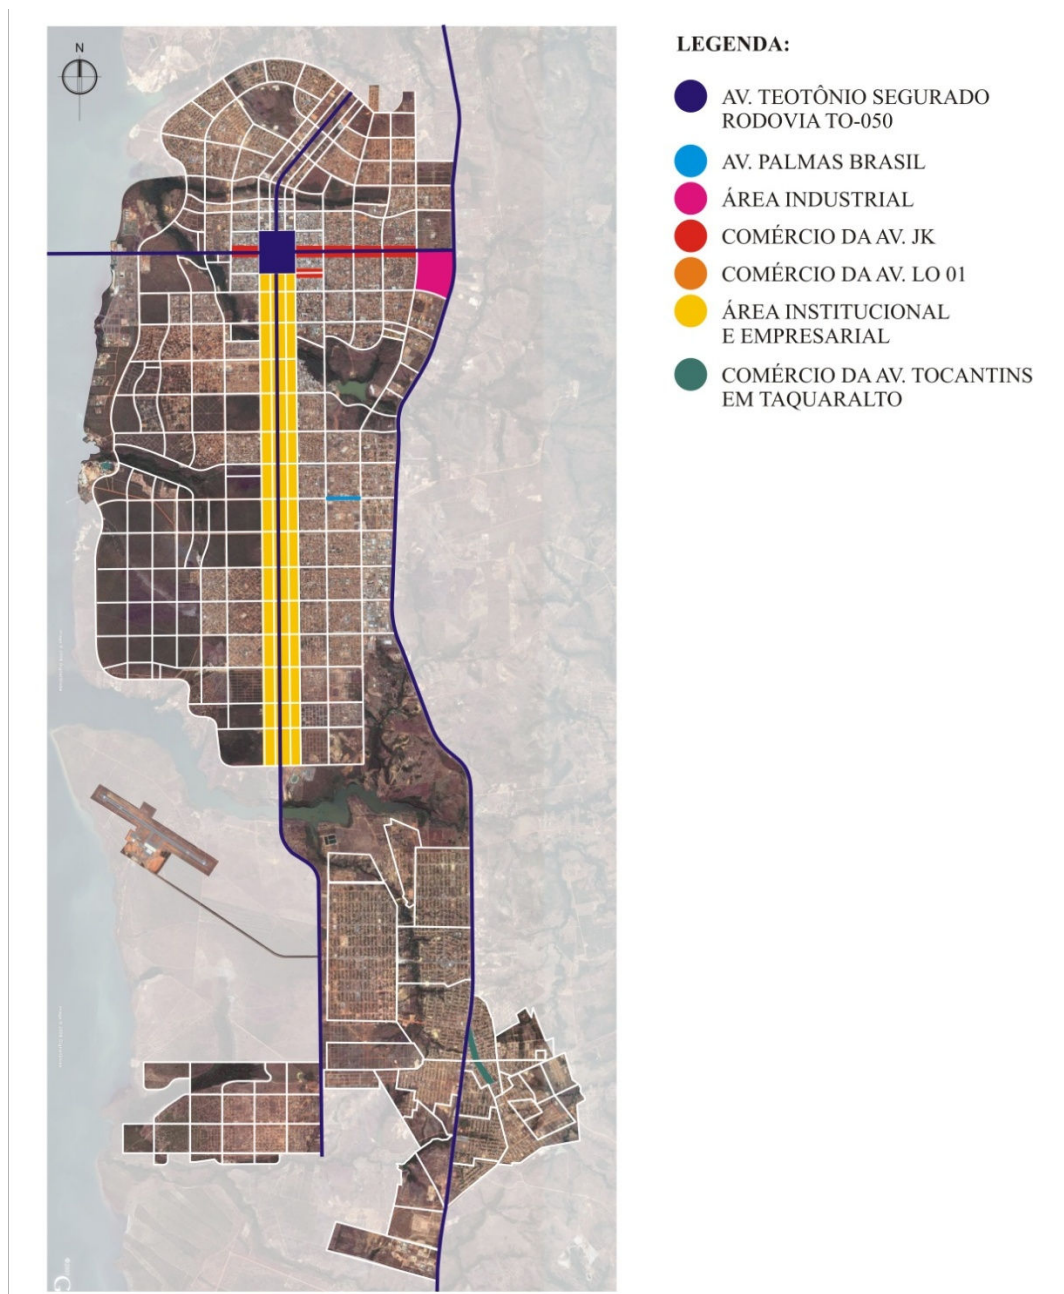 N
LEGENDA:
AV. TEOTÔNIO SEGURADO
RODOVIA TO-050
AV. PALMAS BRASIL
ÁREA INDUSTRIAL
COMÉRCIO DA AV. JK
COMÉRCIO DA AV. LO 01
ÁREA INSTITUCIONAL
E EMPRESARIAL
COMÉRCIO DA AV. TOCANTINS
EM TAQUARALTO